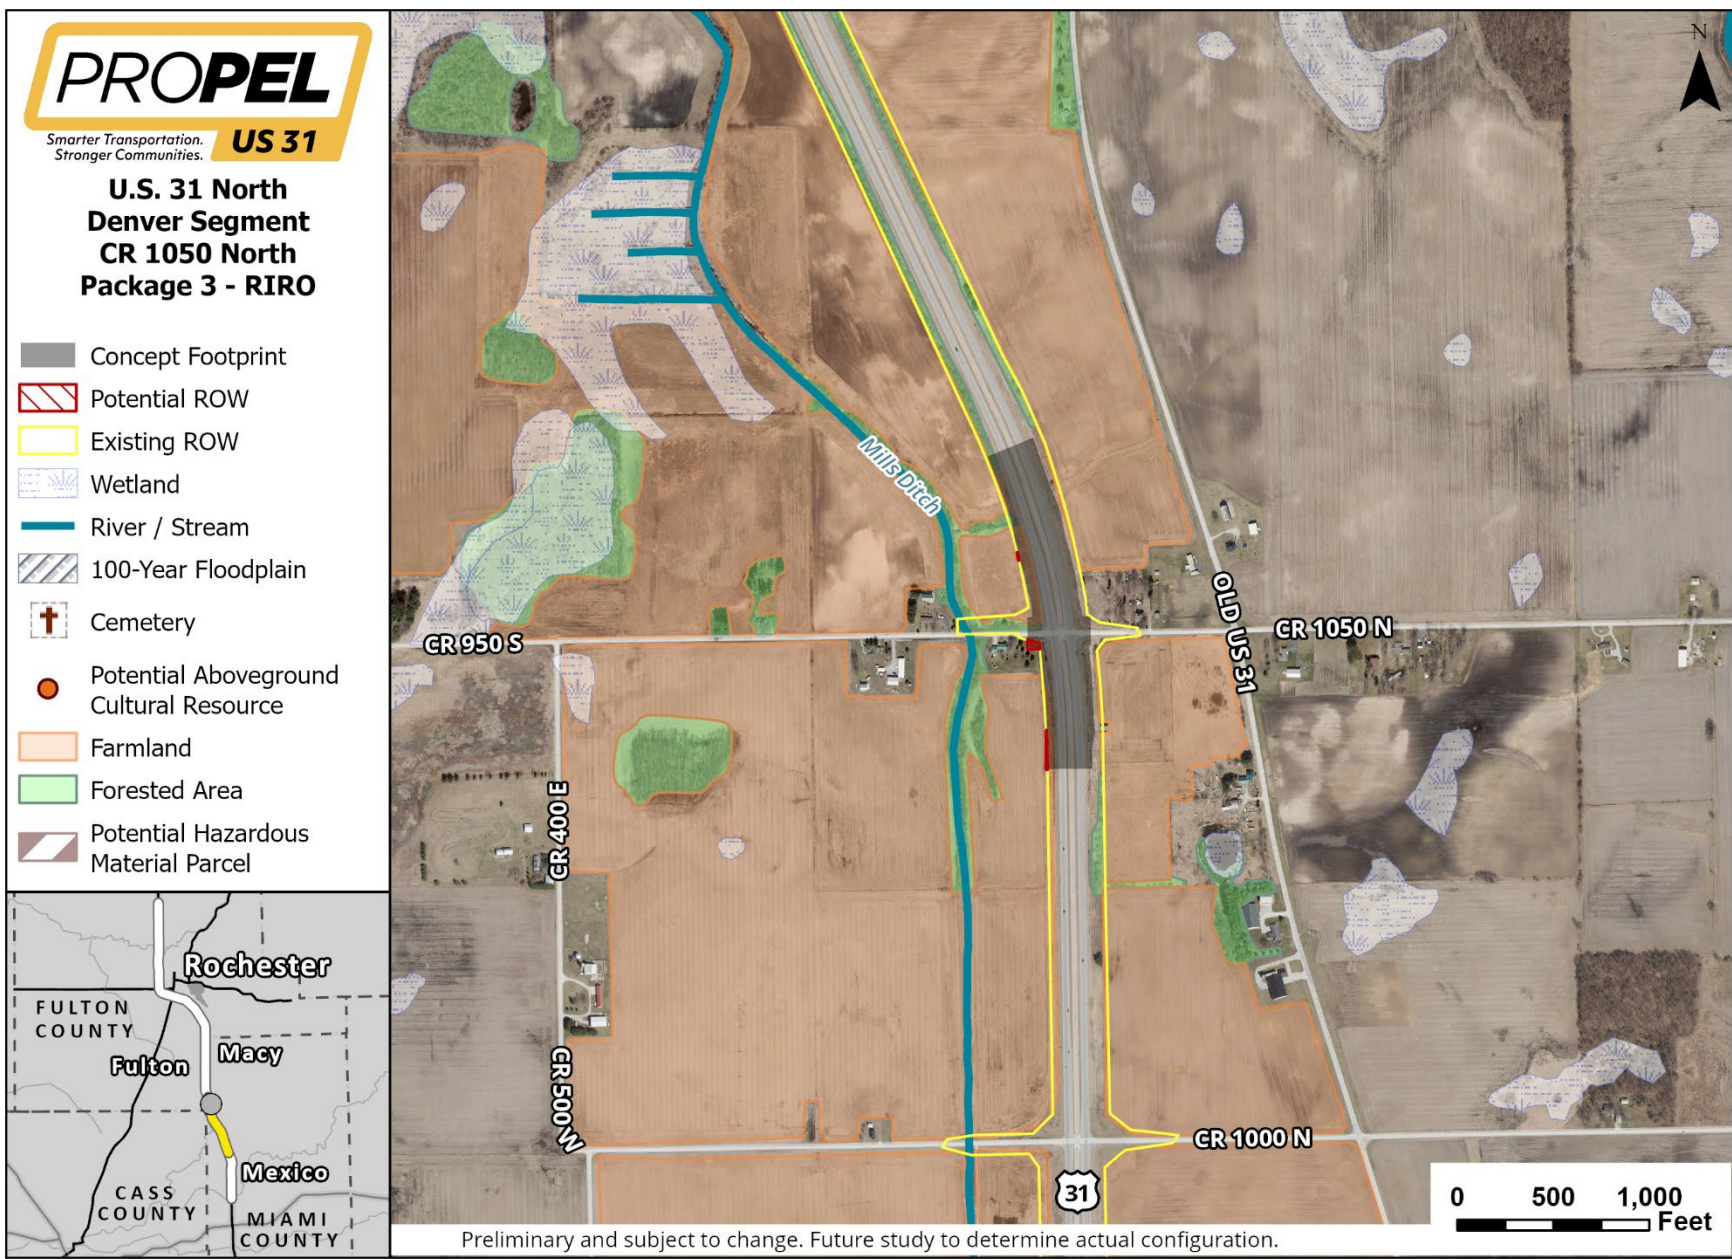 PROPEL
Smarter Transportation.
Stronger Communities.
US 31
U.S. 31 North
Denver Segment
CR 1050 North
Package 3 - RIRO
Concept Footprint
Potential ROW
Existing ROW
Wetland
River / Stream
100-Year Floodplain
Cemetery
Potential Aboveground
Cultural Resource
Farmland
Forested Area
Potential Hazardous
Material Parcel
Rochester
FULTON
COUNTY
Macy
Fulton
Mexico
CASS
COUNTY
MIAMI
COUNTY
N
Mills Ditch
CR 950 S
OLD US 31
CR 1050 N
CR 400 E
CR 500 W
CR 1000 N
31
0 500 1,000
Feet
Preliminary and subject to change. Future study to determine actual configuration.